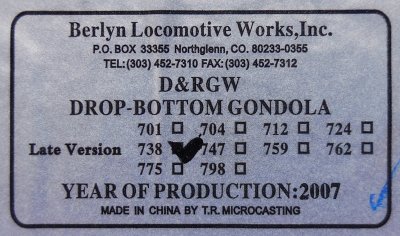 Berlyn Locomotive Works,Inc.
P.O. BOX 33355 Northglenn, CO. 80233-0355
TEL:(303) 452-7310 FAX:(303) 452-7312
D&RGW
DROP-BOTTOM GONDOLA
701 ☐ 704 ☐ 712 ☐ 724 ☐
Late Version 738 ☑ 747 ☐ 759 ☐ 762 ☐
775 ☐ 798 ☐
YEAR OF PRODUCTION:2007
MADE IN CHINA BY T.R. MICROCASTING